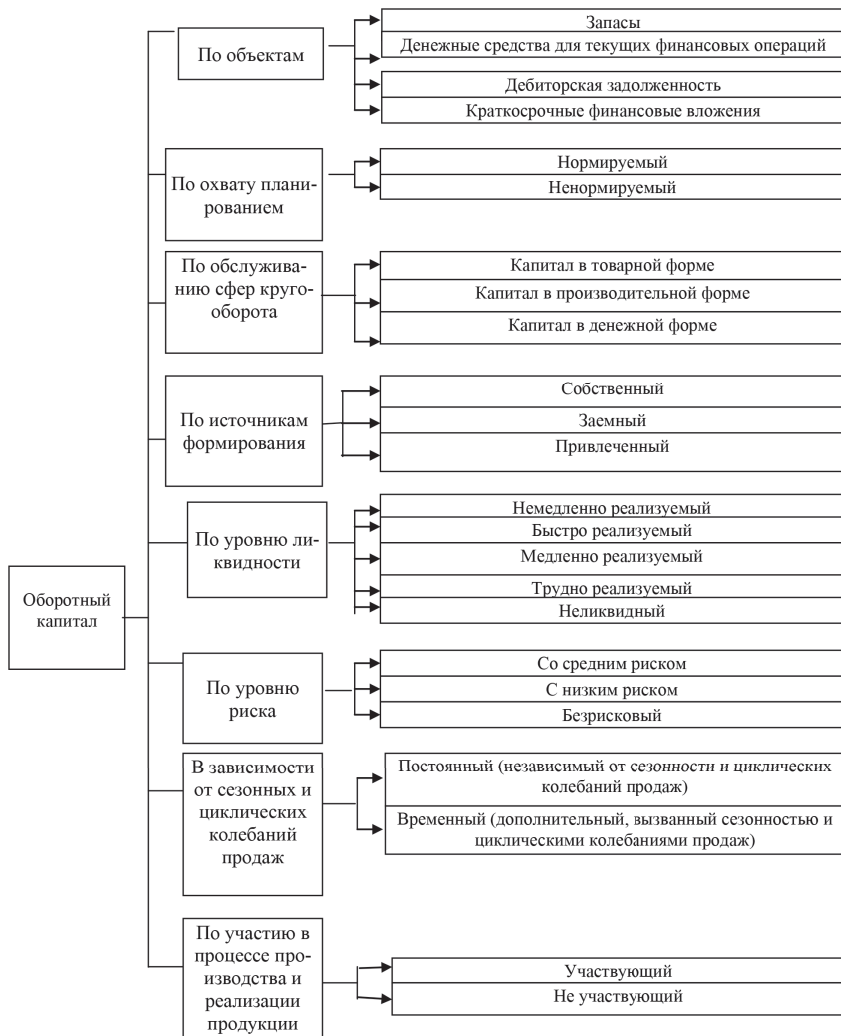 Оборотный
капитал
По объектам
Запасы
Денежные средства для текущих финансовых операций
Дебиторская задолженность
Краткосрочные финансовые вложения
По охвату плани-
рованием
Нормируемый
Ненормируемый
По обслужива-
нию сфер круго-
оборота
Капитал в товарной форме
Капитал в производительной форме
Капитал в денежной форме
По источникам
формирования
Собственный
Заемный
Привлеченный
По уровню ли-
квидности
Немедленно реализуемый
Быстро реализуемый
Медленно реализуемый
Трудно реализуемый
Неликвидный
По уровню
риска
Со средним риском
С низким риском
Безрисковый
В зависимости
от сезонных и
циклических
колебаний
продаж
Постоянный (независимый от сезонности и циклических
колебаний продаж)
Временный (дополнительный, вызванный сезонностью и
циклическими колебаниями продаж)
По участию в
процессе про-
изводства и
реализации
продукции
Участвующий
Не участвующий